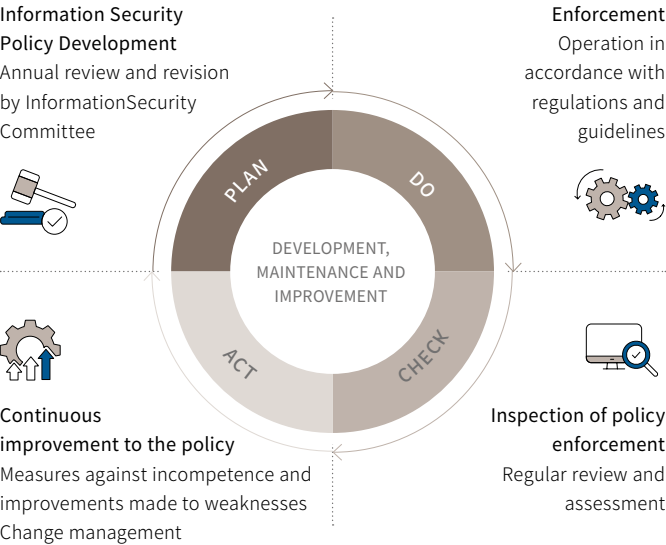 Information Security
Policy Development
Annual review and revision
by InformationSecurity
Committee
Enforcement
Operation in
accordance with
regulations and
guidelines
PLAN
DO
DEVELOPMENT,
MAINTENANCE AND
IMPROVEMENT
ACT
CHECK
Continuous
improvement to the policy
Measures against incompetence and
improvements made to weaknesses
Change management
Inspection of policy
enforcement
Regular review and
assessment